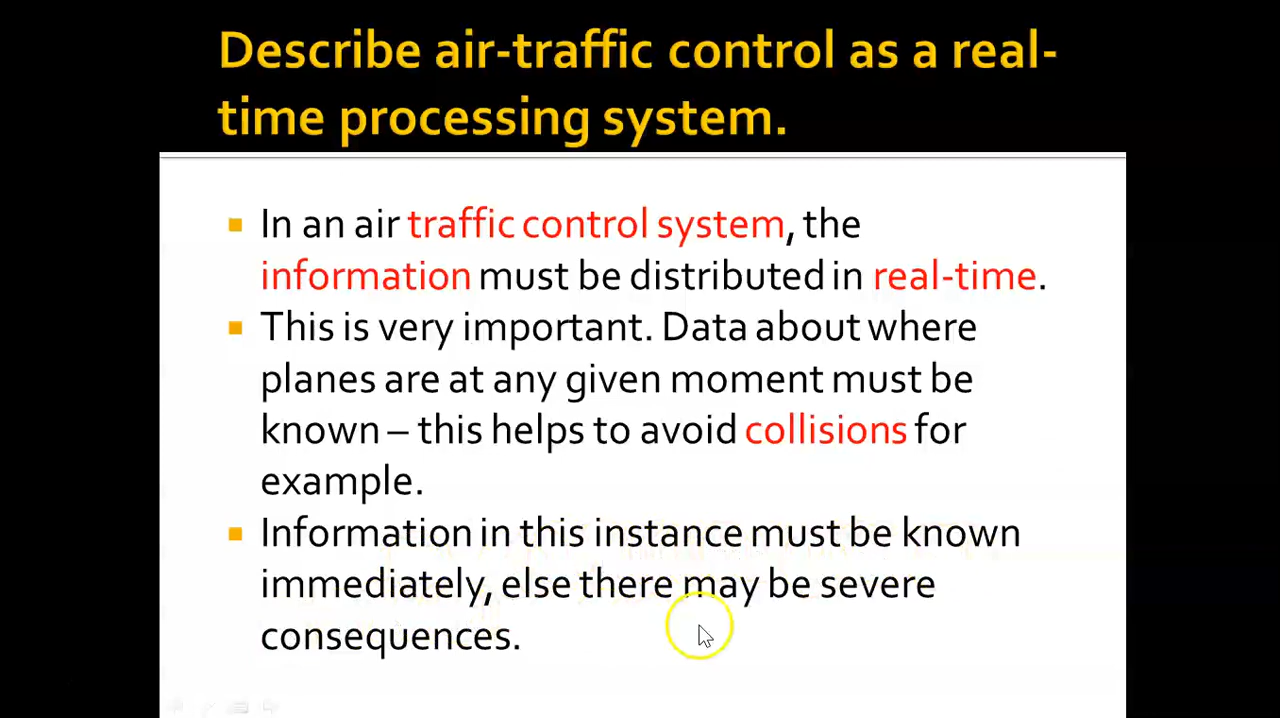 Describe air-traffic control as a real-
time processing system.
In an air traffic control system, the
information must be distributed in real-time.
This is very important. Data about where
planes are at any given moment must be
known – this helps to avoid collisions for
example.
Information in this instance must be known
immediately, else there may be severe
consequences.